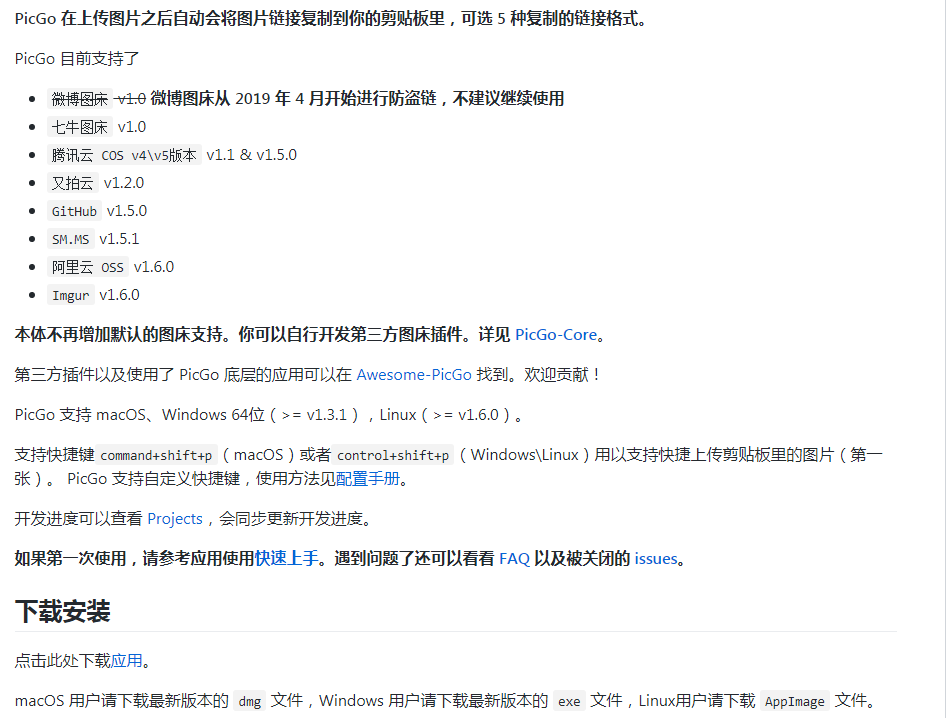 PicGo 在上传图片之后自动会将图片链接复制到你的剪贴板里，可选 5 种复制的链接格式。
PicGo 目前支持了
微博图床 v1.0 微博图床从 2019 年 4 月开始进行防盗链，不建议继续使用
七牛图床 v1.0
腾讯云 COS v4\v5版本 v1.1 & v1.5.0
又拍云 v1.2.0
GitHub v1.5.0
SM.MS v1.5.1
阿里云 OSS v1.6.0
Imgur v1.6.0
本体不再增加默认的图床支持。你可以自行开发第三方图床插件。详见 PicGo-Core。
第三方插件以及使用了 PicGo 底层的应用可以在 Awesome-PicGo 找到。欢迎贡献！
PicGo 支持 macOS、Windows 64位（>= v1.3.1），Linux（>= v1.6.0）。
支持快捷键 command+shift+p（macOS）或者 control+shift+p（Windows\Linux）用以支持快捷上传剪贴板里的图片（第一
张）。 PicGo 支持自定义快捷键，使用方法见配置手册。
开发进度可以查看 Projects，会同步更新开发进度。
如果第一次使用，请参考应用使用快速上手。遇到问题了还可以看看 FAQ 以及被关闭的 issues。
下载安装
点击此处下载应用。
macOS 用户请下载最新版本的 dmg 文件，Windows 用户请下载最新版本的 exe 文件，Linux用户请下载 AppImage 文件。